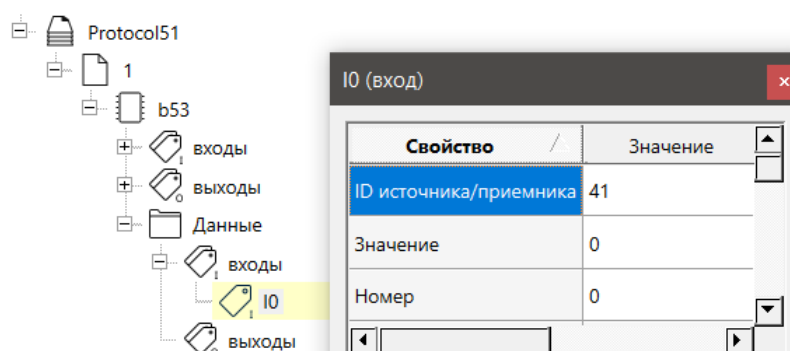 Protocol51
1
b53
входы
выходы
Данные
входы
I0
выходы
I0 (вход)
×
Свойство Значение
ID источника/приемника 41
Значение 0
Номер 0